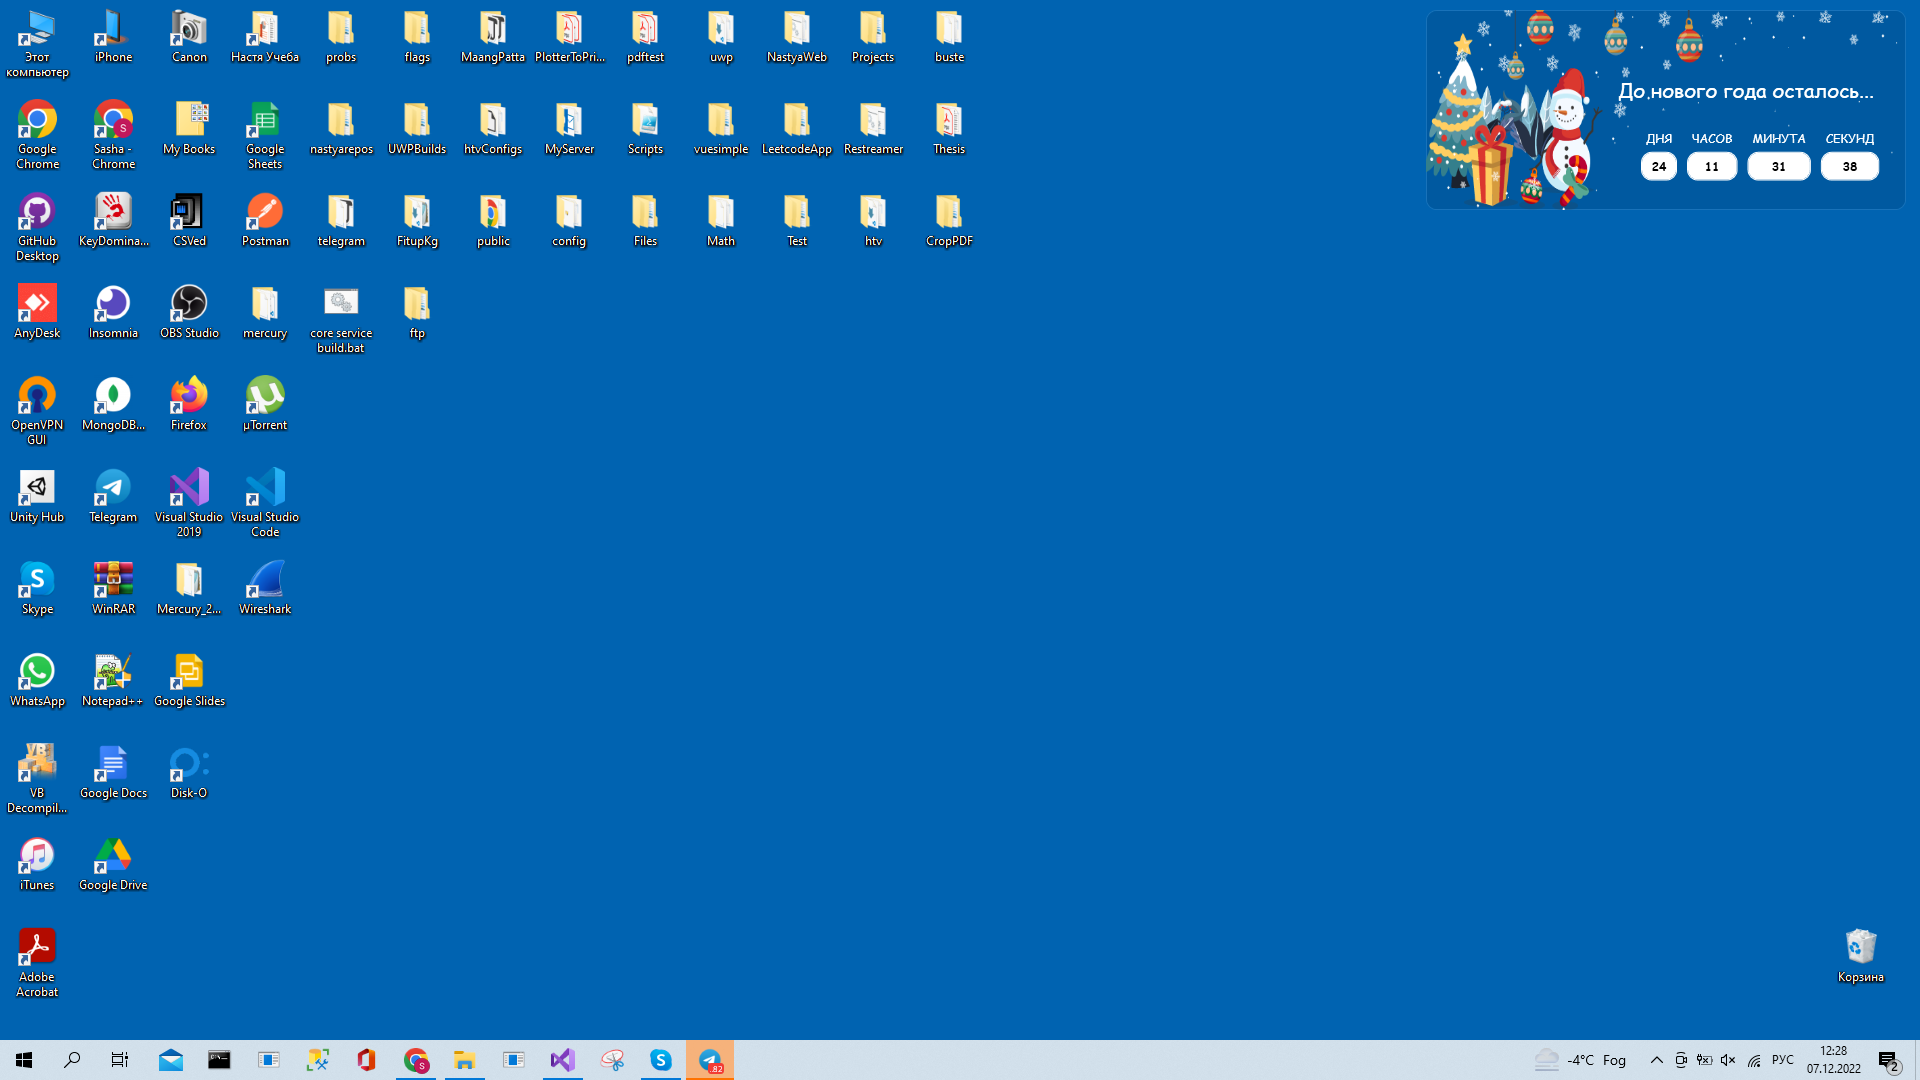 Этот
компьютер
iPhone
Canon
Настя Учеба
probs
flags
MaangPatta
PlotterToPri...
pdftest
uwp
NastyaWeb
Projects
buste
Google
Chrome
Sasha -
Chrome
My Books
Google
Sheets
nastyarepos
UWPBuilds
htvConfigs
MyServer
Scripts
vuesimple
LeetcodeApp
Restreamer
Thesis
GitHub
Desktop
KeyDomina...
CSVed
Postman
telegram
FitupKg
public
config
Files
Math
Test
htv
CropPDF
AnyDesk
Insomnia
OBS Studio
mercury
core service
build.bat
ftp
OpenVPN
GUI
MongoDB...
Firefox
µTorrent
Unity Hub
Telegram
Visual Studio
2019
Visual Studio
Code
Skype
WinRAR
Mercury_2...
Wireshark
WhatsApp
Notepad++
Google Slides
VB
Decompil...
Google Docs
Disk-O
iTunes
Google Drive
Adobe
Acrobat
До нового года осталось...
ДНЯ ЧАСОВ МИНУТА СЕКУНД
24 11 31 38
Корзина
-4°C Fog
РУС
12:28
07.12.2022
2
.82